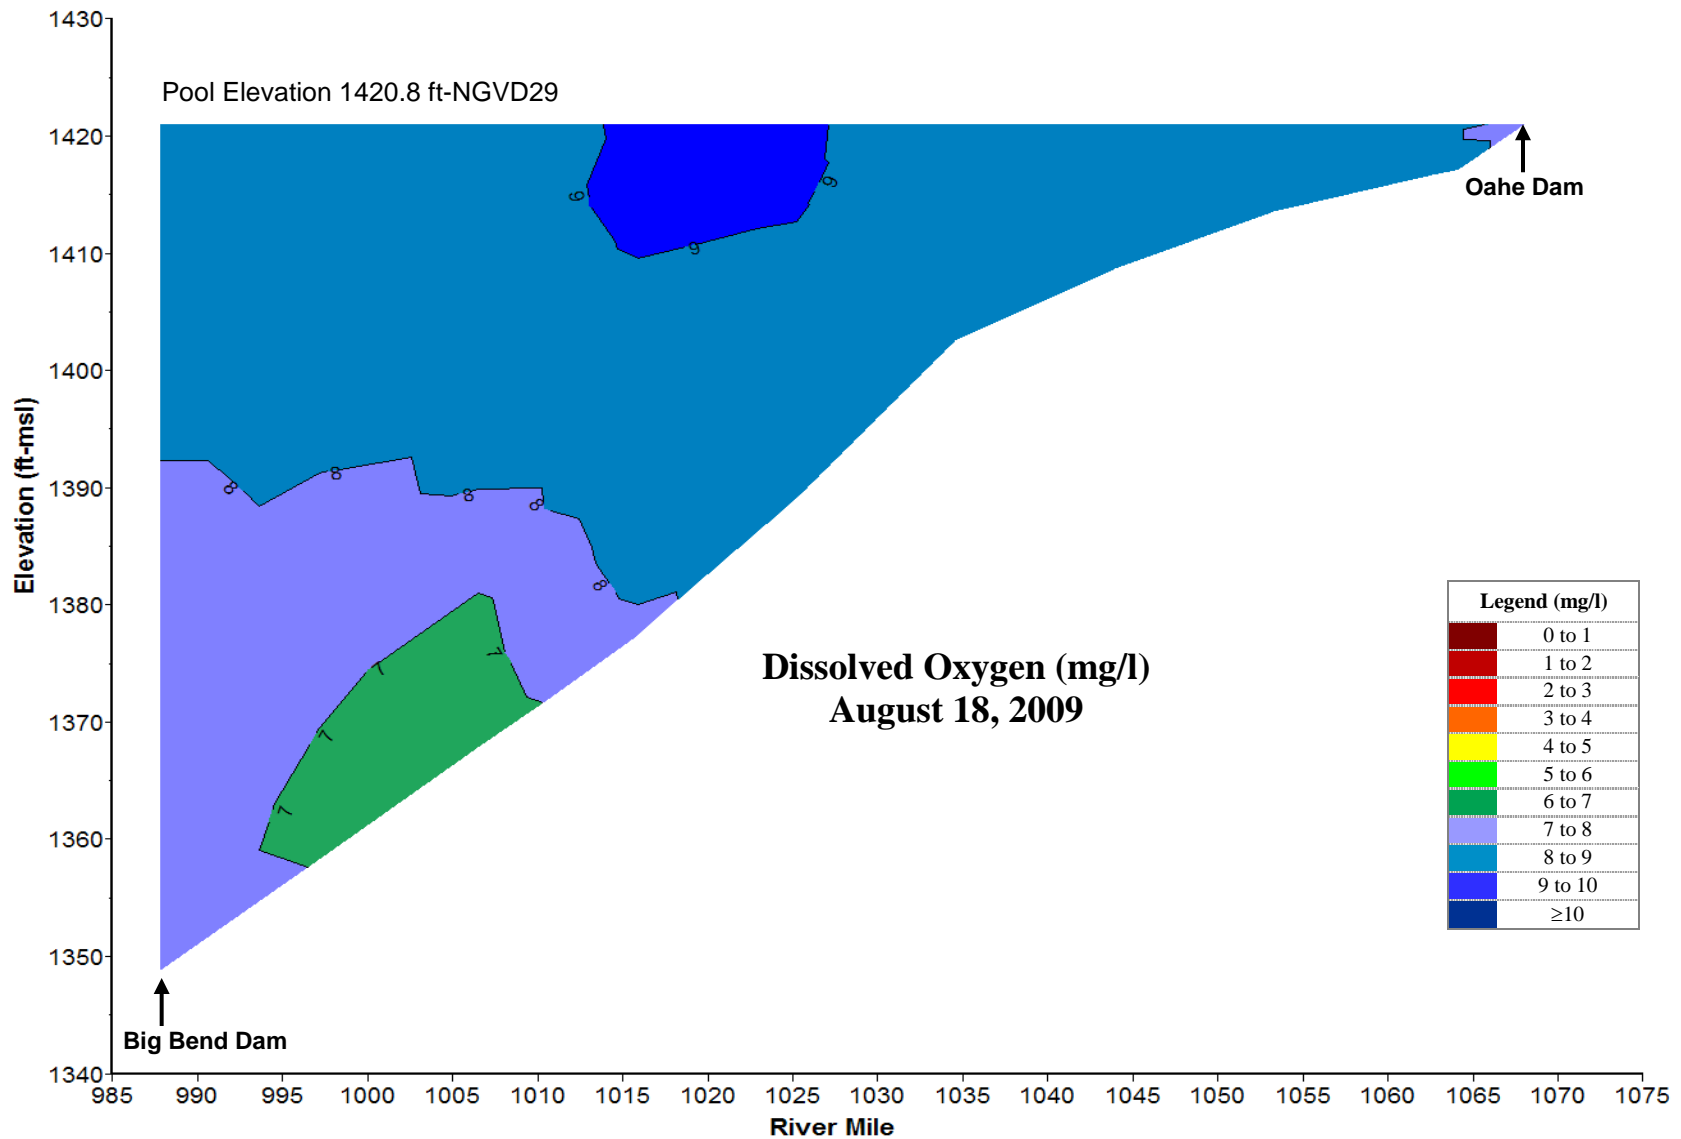 1430
Pool Elevation 1420.8 ft-NGVD29
1420
9
9
9
Oahe Dam
1410
1400
Elevation (ft-msl)
1390
8
8
8
8
8
1380
7
7
7
7
Dissolved Oxygen (mg/l)
August 18, 2009
Legend (mg/l)
0 to 1
1 to 2
2 to 3
3 to 4
4 to 5
5 to 6
6 to 7
7 to 8
8 to 9
9 to 10
≥10
1370
1360
1350
Big Bend Dam
1340
985 990 995 1000 1005 1010 1015 1020 1025 1030 1035 1040 1045 1050 1055 1060 1065 1070 1075
River Mile